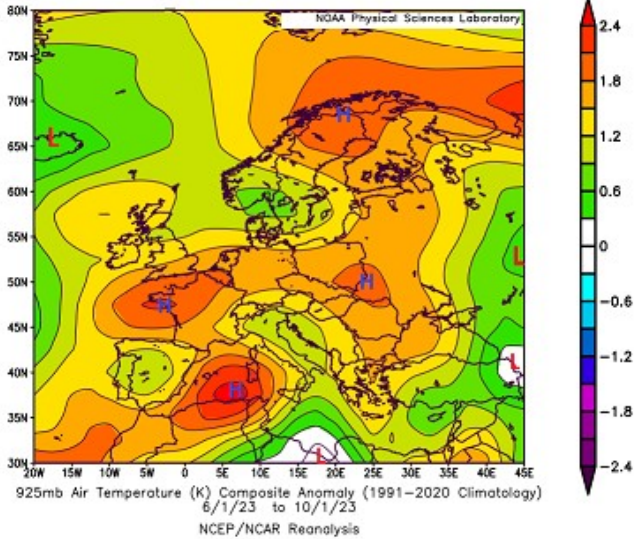 80N
NOAA Physical Sciences Laboratory
75N
70N
H
65N
L
60N
55N
L
50N
H
H
45N
40N
L
H
35N
30N
L
20W 15W 10W 5W 0 5E 10E 15E 20E 25E 30E 35E 40E 45E
2.4
1.8
1.2
0.6
0
−0.6
−1.2
−1.8
−2.4
925mb Air Temperature (K) Composite Anomaly (1991−2020 Climatology)
6/1/23 to 10/1/23
NCEP/NCAR Reanalysis